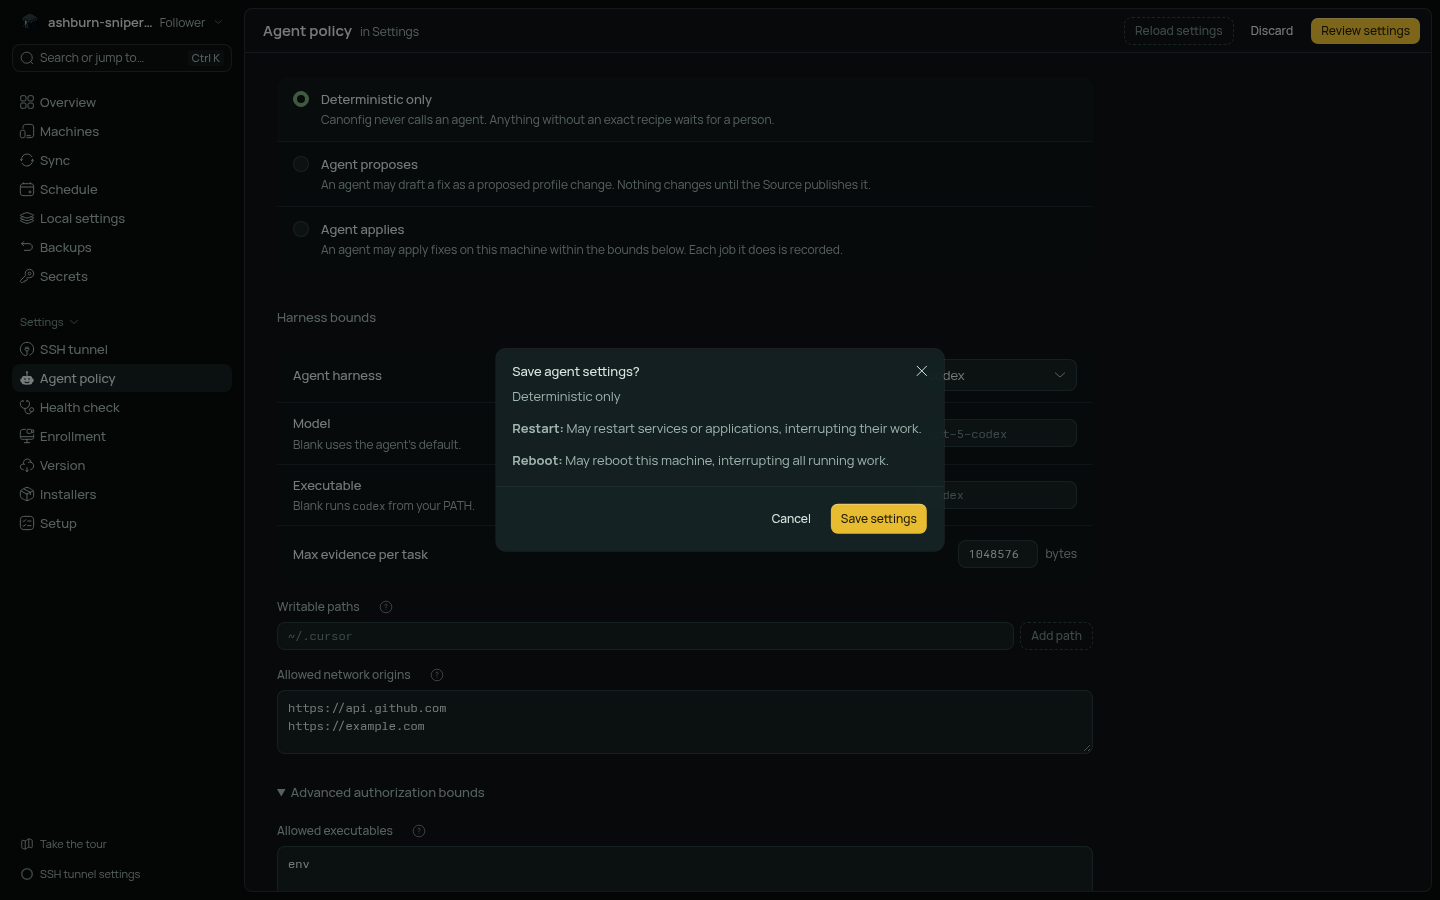 ashburn-sniper... Follower
Search or jump to... Ctrl K
Overview
Machines
Sync
Schedule
Local settings
Backups
Secrets
Settings
SSH tunnel
Agent policy
Health check
Enrollment
Version
Installers
Setup
Take the tour
SSH tunnel settings
Agent policy in Settings
Reload settings
Discard
Review settings
Deterministic only
Canonfig never calls an agent. Anything without an exact recipe waits for a person.
Agent proposes
An agent may draft a fix as a proposed profile change. Nothing changes until the Source publishes it.
Agent applies
An agent may apply fixes on this machine within the bounds below. Each job it does is recorded.
Harness bounds
Agent harness
dex
Model
Blank uses the agent's default.
t-5-codex
Executable
Blank runs codex from your PATH.
dex
Max evidence per task
1048576 bytes
Writable paths ?
~/.cursor
Add path
Allowed network origins ?
https://api.github.com
https://example.com
▼ Advanced authorization bounds
Allowed executables ?
env
Save agent settings?
Deterministic only
Restart: May restart services or applications, interrupting their work.
Reboot: May reboot this machine, interrupting all running work.
Cancel
Save settings